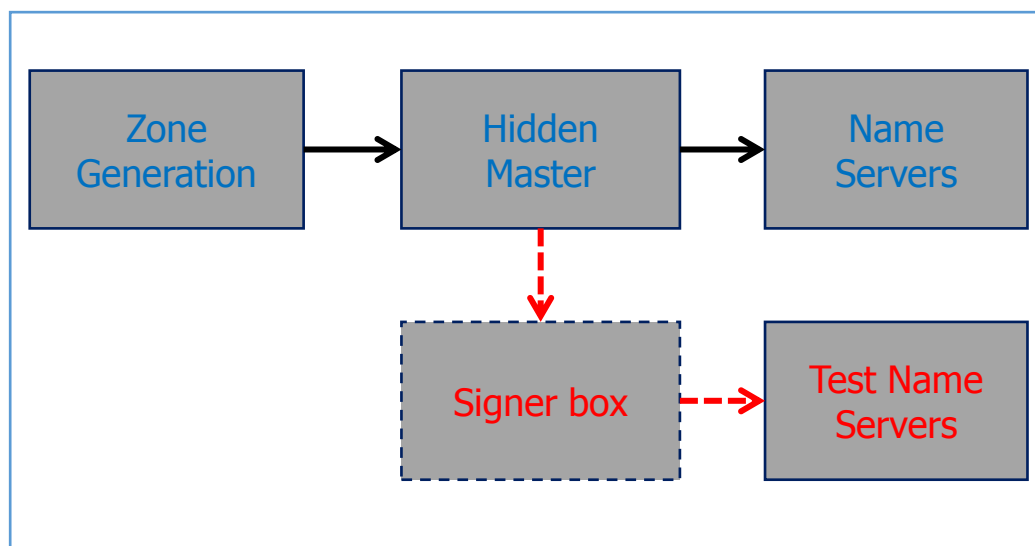 Zone
Generation
Hidden
Master
Name
Servers
Signer box
Test Name
Servers